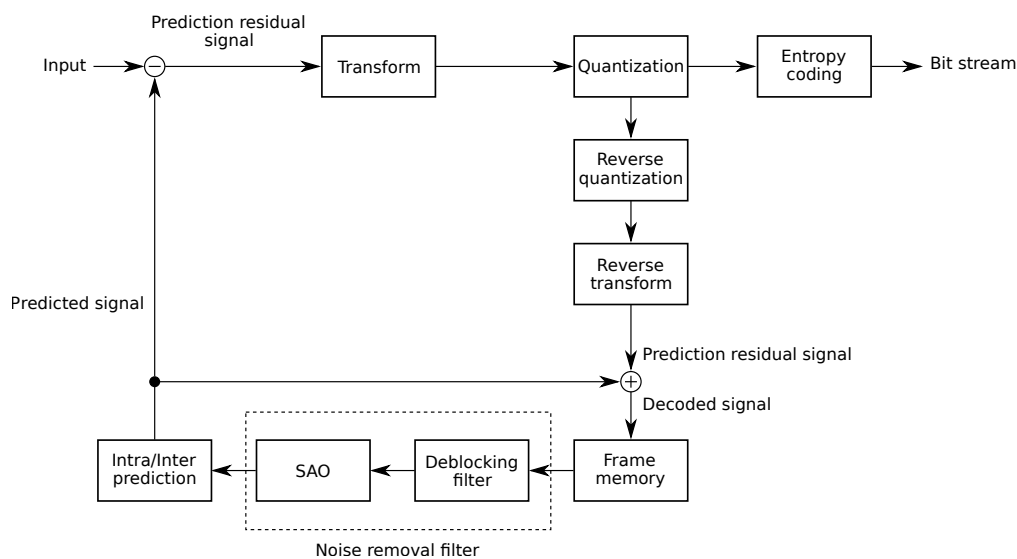 Prediction residual
signal
Input
−
Transform
Quantization
Entropy
coding
Bit stream
Reverse
quantization
Reverse
transform
Predicted signal
Prediction residual signal
+
Decoded signal
Intra/Inter
prediction
SAO
Deblocking
filter
Frame
memory
Noise removal filter